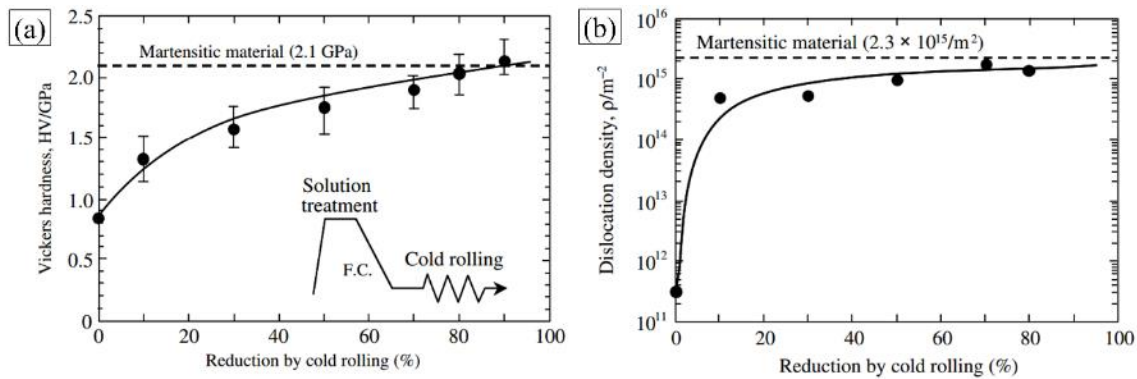 (a)
2.5
2.0
1.5
1.0
0.5
0
Vickers hardness, HV/GPa
Martensitic material (2.1 GPa)
Solution
treatment
F.C.
Cold rolling
0 20 40 60 80 100
Reduction by cold rolling (%)
(b)
10¹⁶
10¹⁵
10¹⁴
10¹³
10¹²
10¹¹
Dislocation density, ρ/m⁻²
Martensitic material (2.3 × 10¹⁵/m²)
0 20 40 60 80 100
Reduction by cold rolling (%)